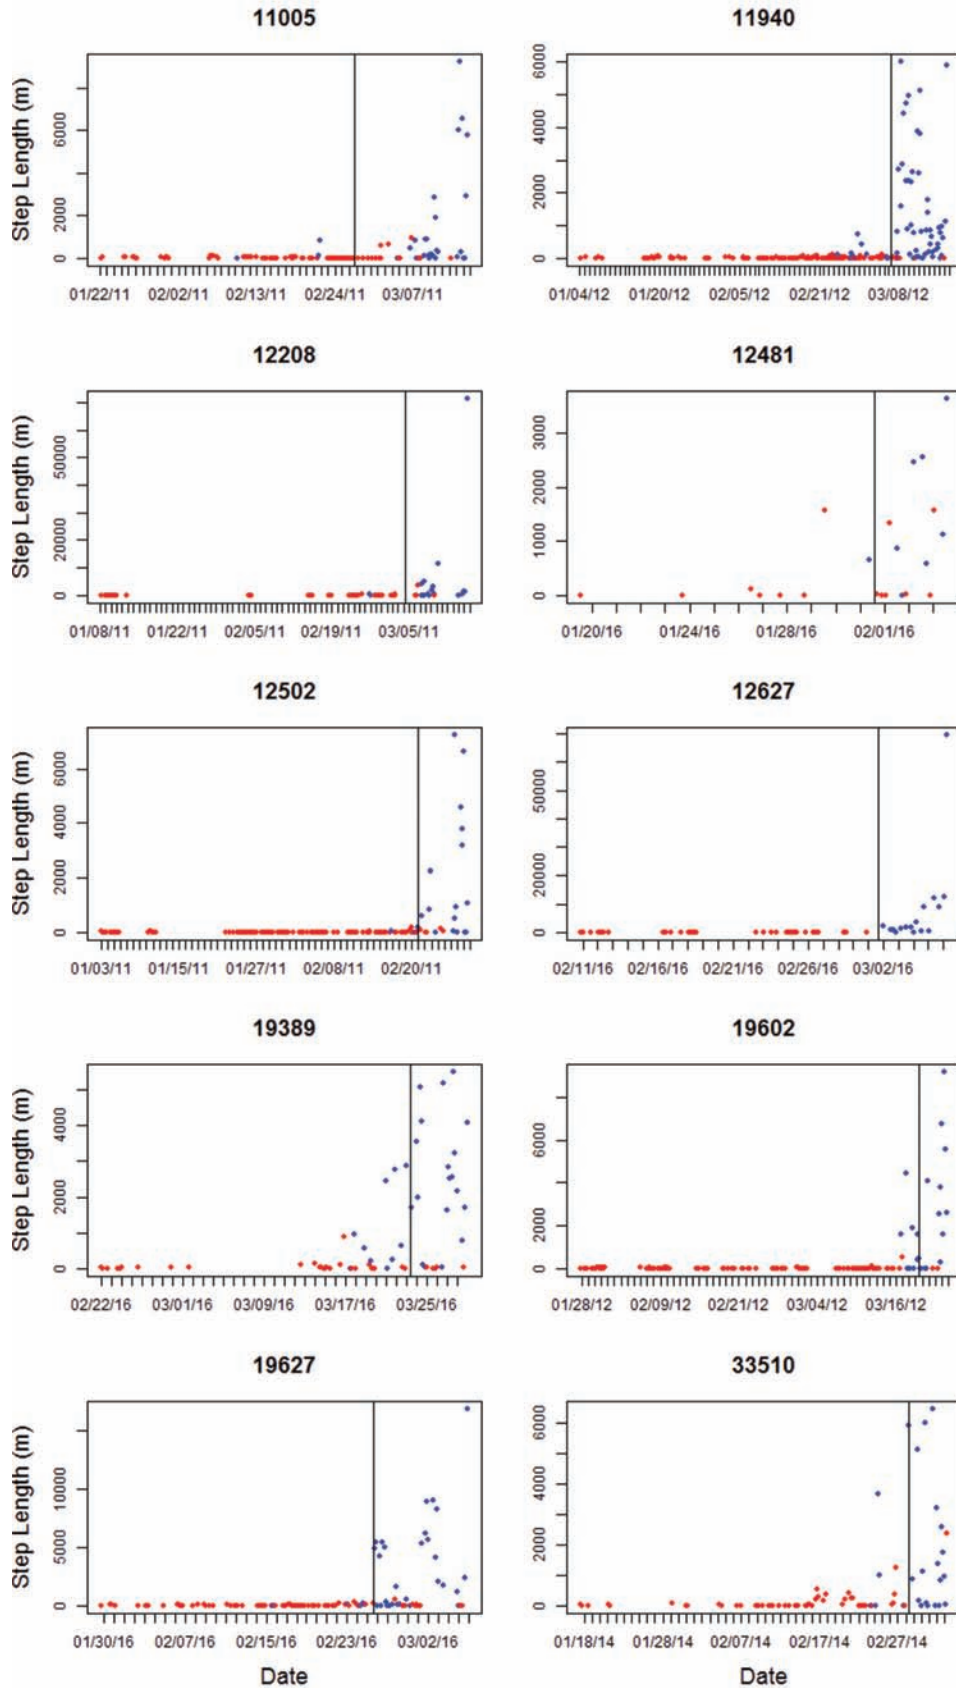 11005 11940
Step Length (m)
0 2000 6000
0 2000 4000 6000
01/22/11 02/02/11 02/13/11 02/24/11 03/07/11
01/04/12 01/20/12 02/05/12 02/21/12 03/08/12
12208 12481
Step Length (m)
0 20000 50000
0 1000 2000 3000
01/08/11 01/22/11 02/05/11 02/19/11 03/05/11
01/20/16 01/24/16 01/28/16 02/01/16
12502 12627
Step Length (m)
0 2000 4000 6000
0 20000 50000
01/03/11 01/15/11 01/27/11 02/08/11 02/20/11
02/11/16 02/16/16 02/21/16 02/26/16 03/02/16
19389 19602
Step Length (m)
0 2000 4000
0 2000 6000
02/22/16 03/01/16 03/09/16 03/17/16 03/25/16
01/28/12 02/09/12 02/21/12 03/04/12 03/16/12
19627 33510
Step Length (m)
0 5000 10000
0 2000 4000 6000
01/30/16 02/07/16 02/15/16 02/23/16 03/02/16
01/18/14 01/28/14 02/07/14 02/17/14 02/27/14
Date Date